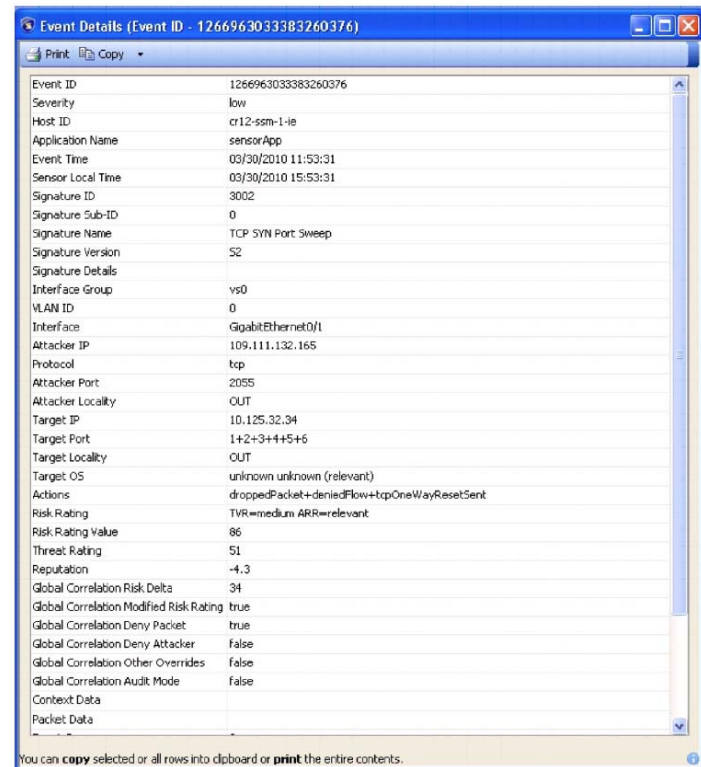 Event Details (Event ID - 1266963033383260376)
Print Copy
Event ID 1266963033383260376
Severity low
Host ID cr12-ssm-1-ie
Application Name sensorApp
Event Time 03/30/2010 11:53:31
Sensor Local Time 03/30/2010 15:53:31
Signature ID 3002
Signature Sub-ID 0
Signature Name TCP SYN Port Sweep
Signature Version S2
Signature Details
Interface Group vs0
VLAN ID 0
Interface GigabitEthernet0/1
Attacker IP 109.111.132.165
Protocol tcp
Attacker Port 2055
Attacker Locality OUT
Target IP 10.125.32.34
Target Port 1+2+3+4+5+6
Target Locality OUT
Target OS unknown unknown (relevant)
Actions droppedPacket+deniedFlow+tcpOneWayResetSent
Risk Rating TVR=medium ARR=relevant
Risk Rating Value 86
Threat Rating 51
Reputation -4.3
Global Correlation Risk Delta 34
Global Correlation Modified Risk Rating true
Global Correlation Deny Packet true
Global Correlation Deny Attacker false
Global Correlation Other Overrides false
Global Correlation Audit Mode false
Context Data
Packet Data
You can copy selected or all rows into clipboard or print the entire contents.